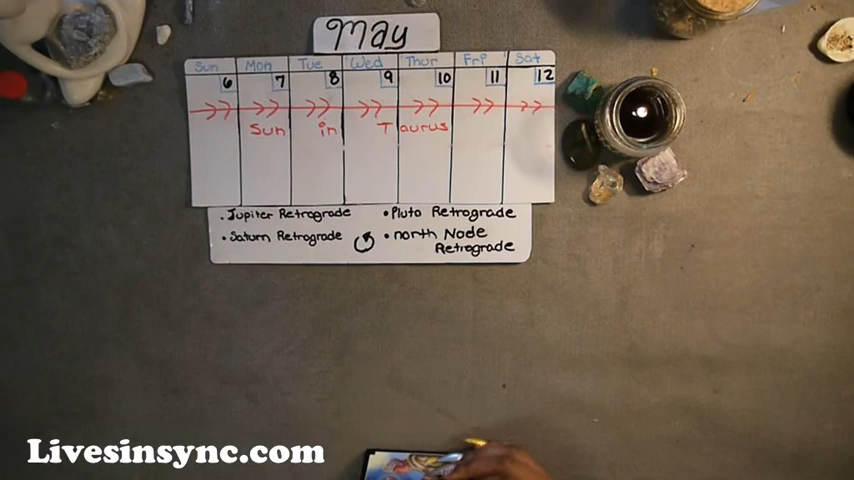 May
Sun Mon Tue Wed Thur Fri Sat
6 7 8 9 10 11 12
Sun in Taurus
• Jupiter Retrograde
• Saturn Retrograde
• Pluto Retrograde
• north Node
Retrograde
Livesinsync.com